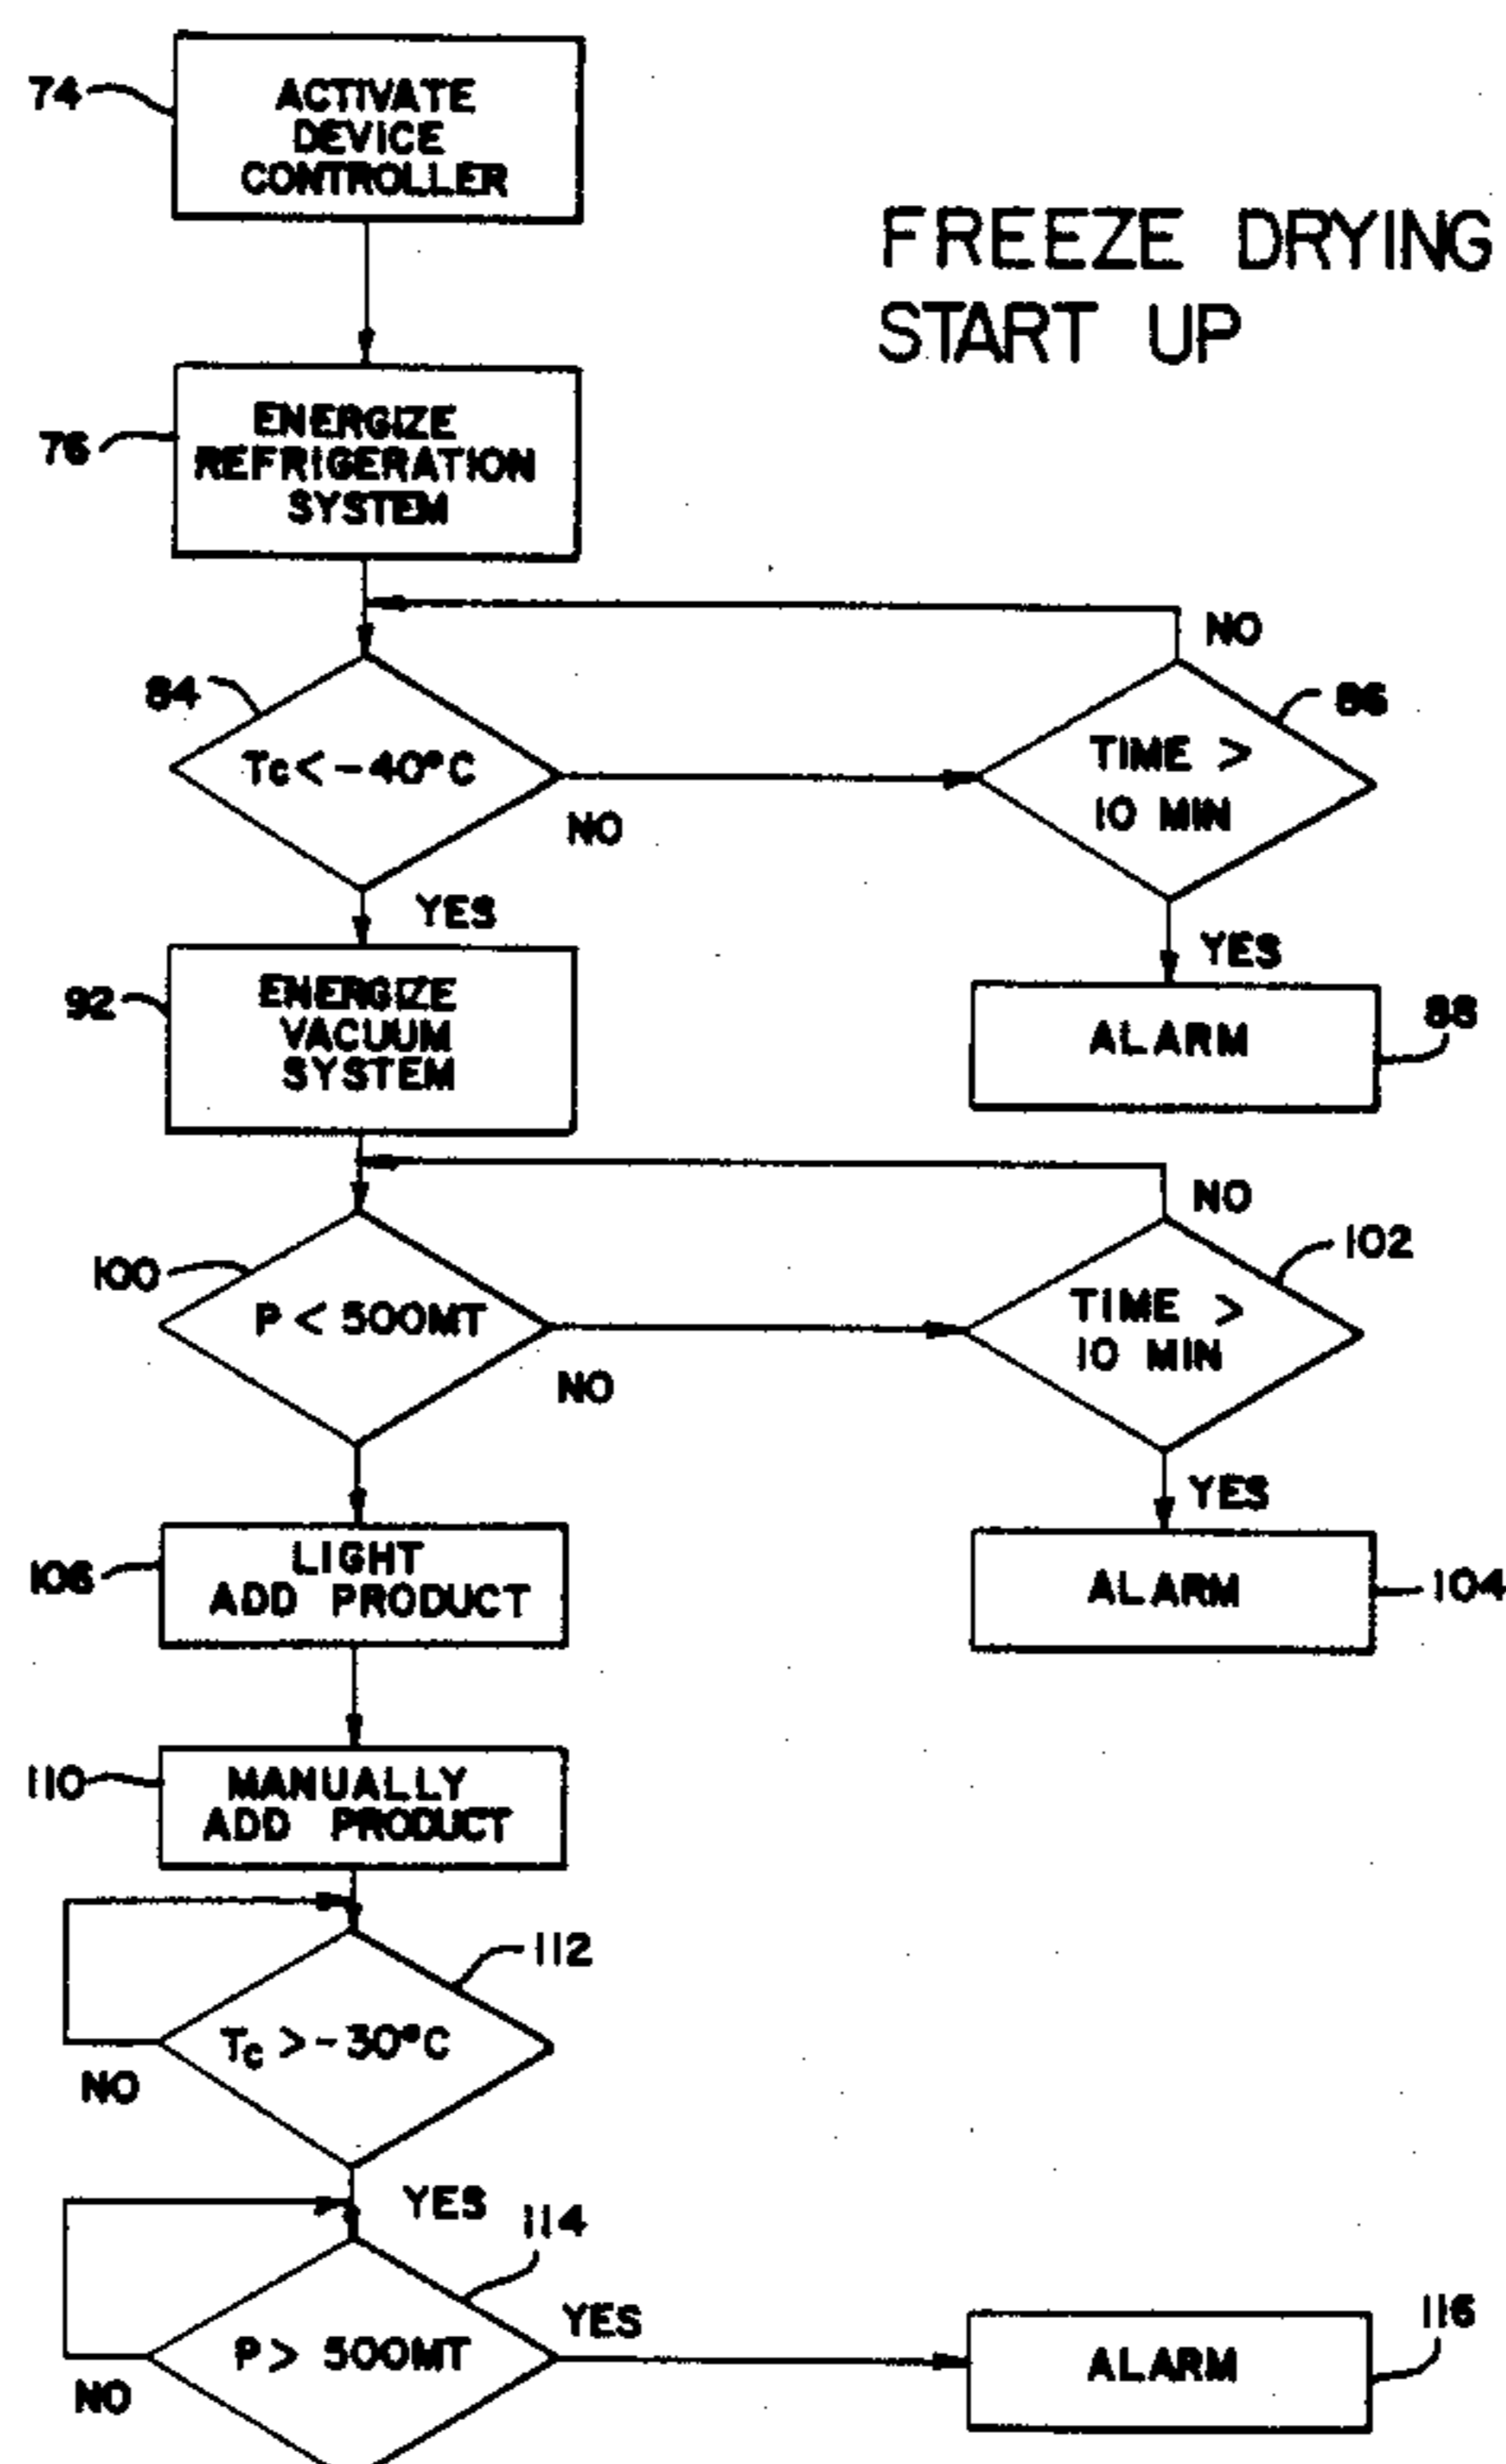 74
ACTIVATE
DEVICE
CONTROLLER
FREEZE DRYING
START UP
76
ENERGIZE
REFRIGERATION
SYSTEM
NO
84
Tc < -40°C
NO
86
TIME >
10 MIN
YES
YES
92
ENERGIZE
VACUUM
SYSTEM
ALARM
88
NO
100
P < 500MT
NO
102
TIME >
10 MIN
YES
106
LIGHT
ADD PRODUCT
ALARM
104
110
MANUALLY
ADD PRODUCT
112
Tc > -30°C
NO
YES
114
P > 500MT
YES
NO
ALARM
116